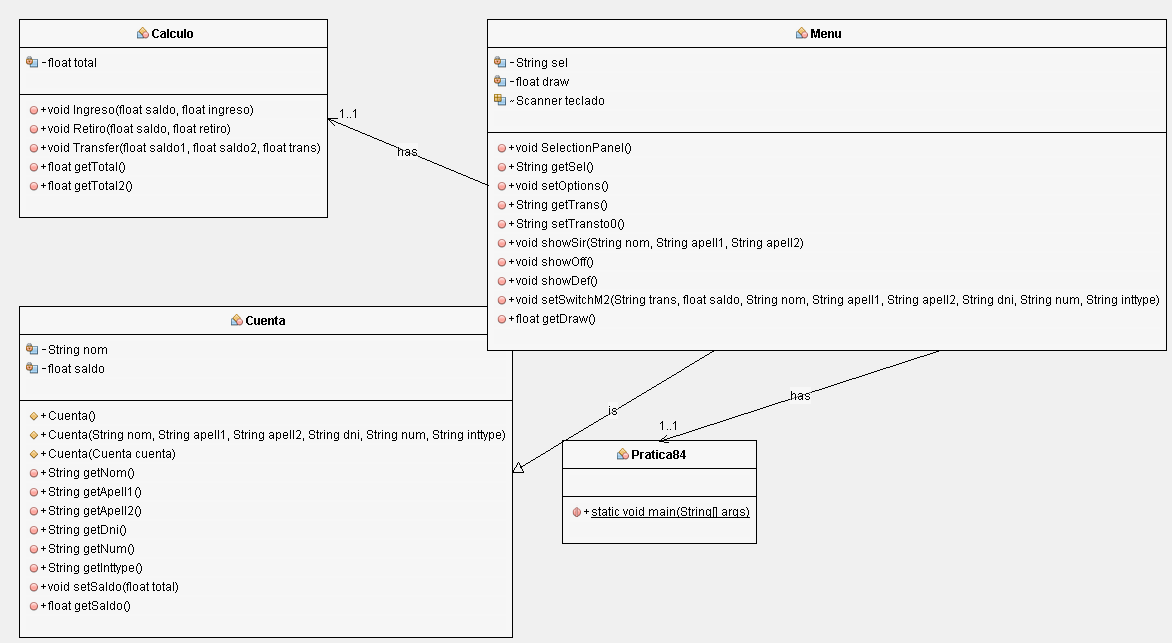 Calculo
-float total
+void Ingreso(float saldo, float ingreso)
+void Retiro(float saldo, float retiro)
+void Transfer(float saldo1, float saldo2, float trans)
+float getTotal()
+float getTotal2()
1..1
has
Menu
-String sel
-float draw
~Scanner teclado
+void SelectionPanel()
+String getSel()
+void setOptions()
+String getTrans()
+String setTransto0()
+void showSir(String nom, String apell1, String apell2)
+void showOff()
+void showDef()
+void setSwitchM2(String trans, float saldo, String nom, String apell1, String apell2, String dni, String num, String inttype)
+float getDraw()
Cuenta
-String nom
-float saldo
+Cuenta()
+Cuenta(String nom, String apell1, String apell2, String dni, String num, String inttype)
+Cuenta(Cuenta cuenta)
+String getNom()
+String getApell1()
+String getApell2()
+String getDni()
+String getNum()
+String getInttype()
+void setSaldo(float total)
+float getSaldo()
is
has
1..1
Pratica84
+static void main(String[] args)